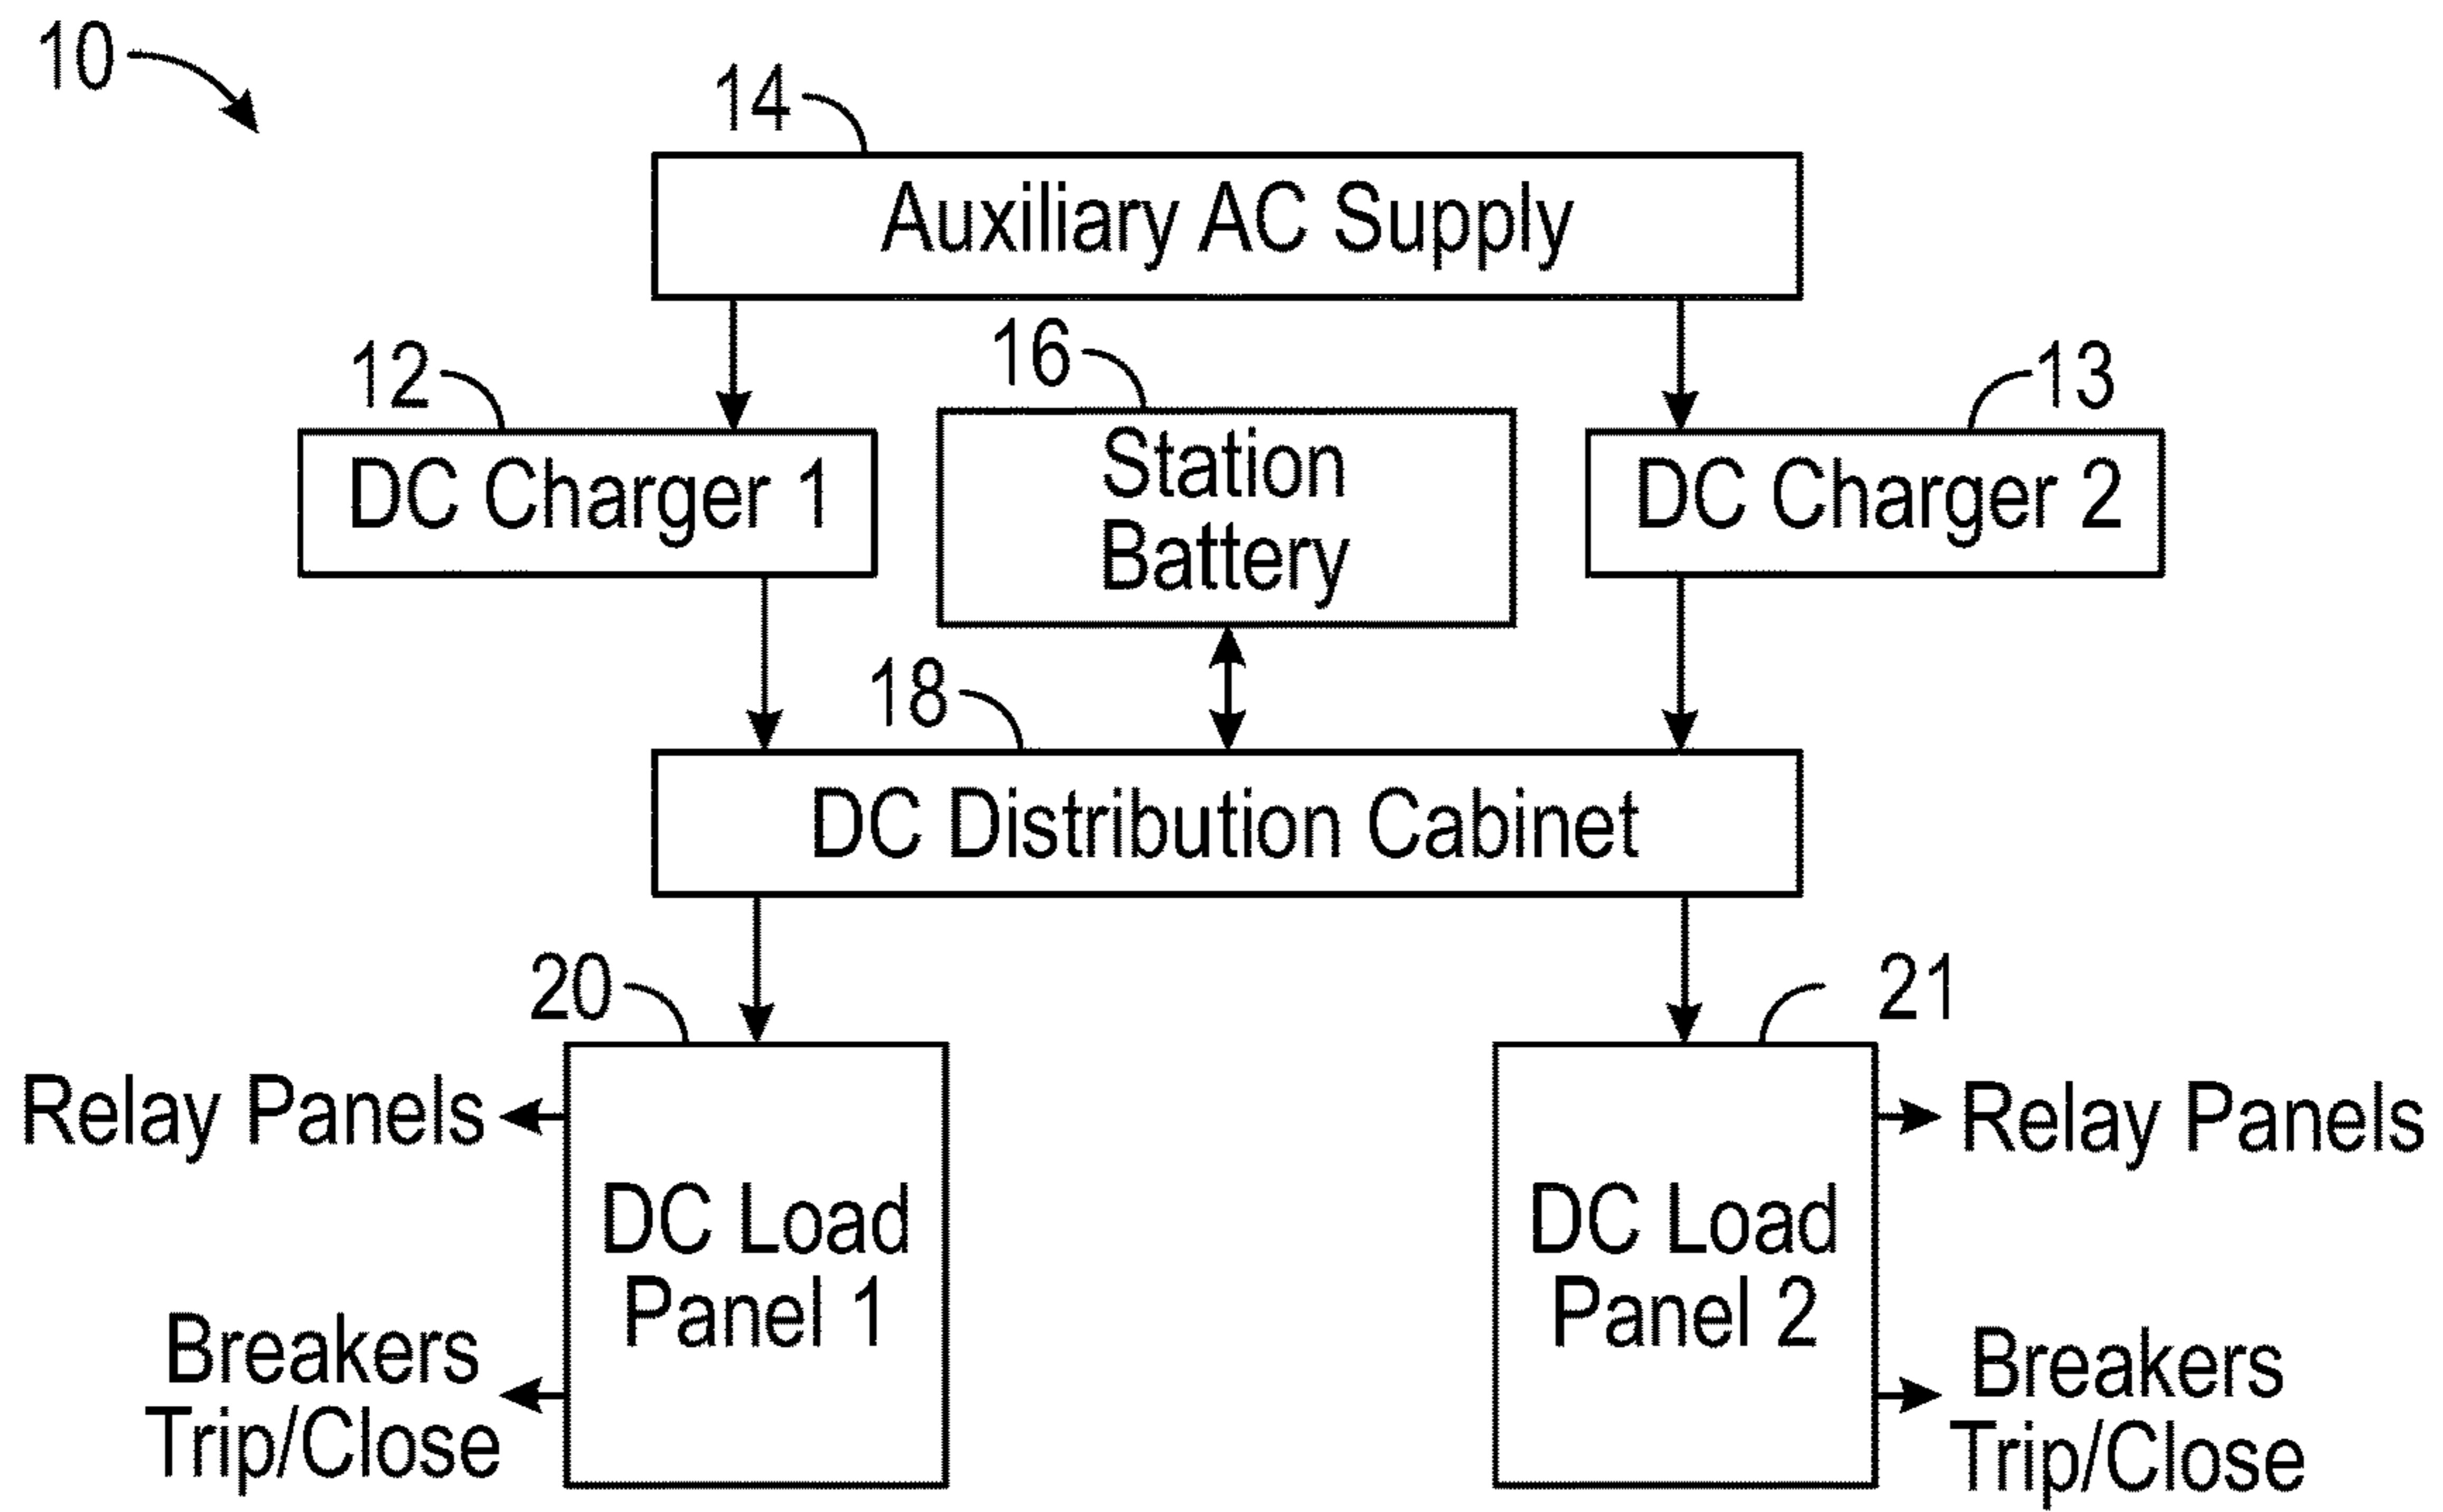 10
14
Auxiliary AC Supply
12
16
13
DC Charger 1
Station
Battery
DC Charger 2
18
DC Distribution Cabinet
20
21
Relay Panels
Relay Panels
DC Load
Panel 1
DC Load
Panel 2
Breakers
Trip/Close
Breakers
Trip/Close